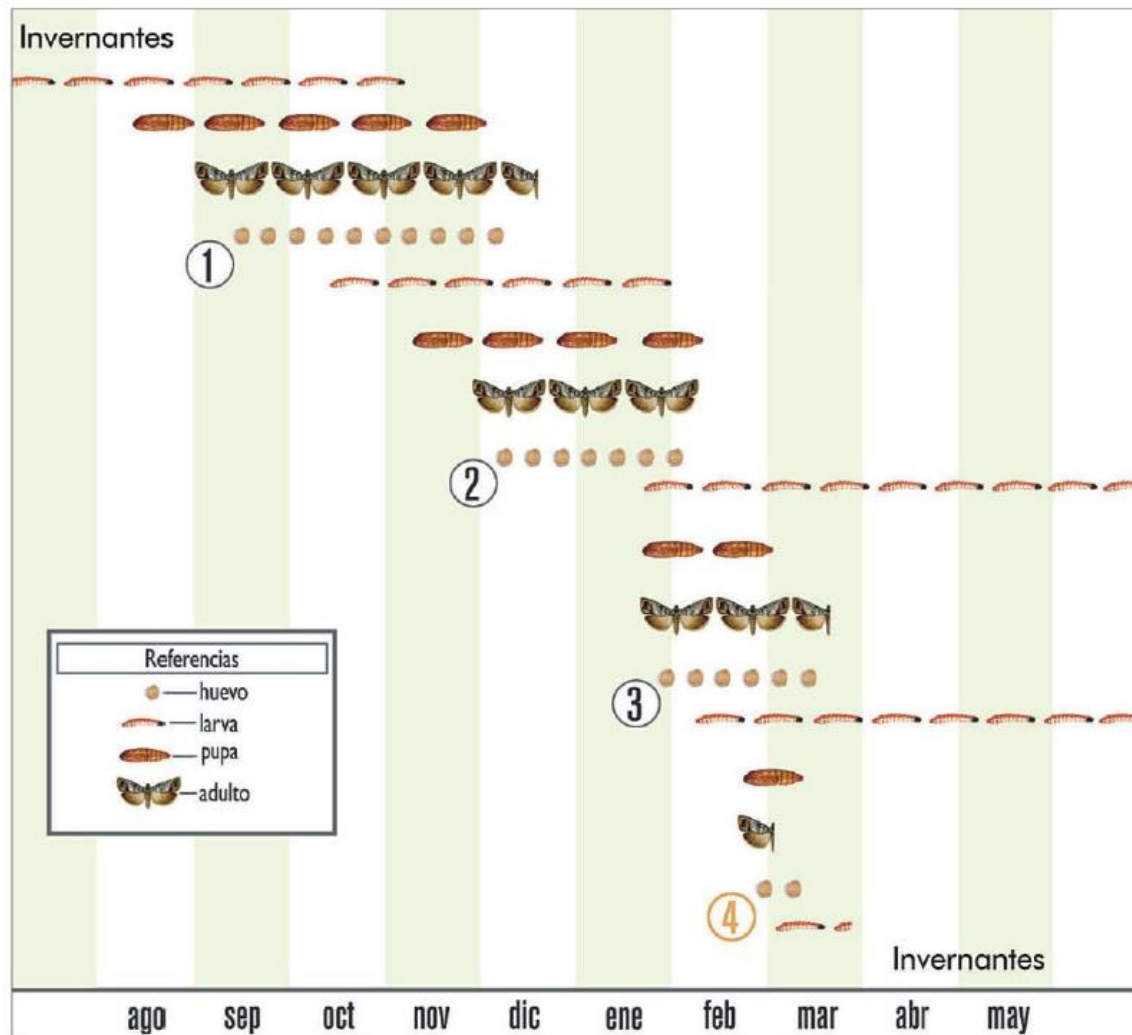 Invernantes
1
2
3
Referencias
huevo
larva
pupa
adulto
4
Invernantes
ago sep oct nov dic ene feb mar abr may